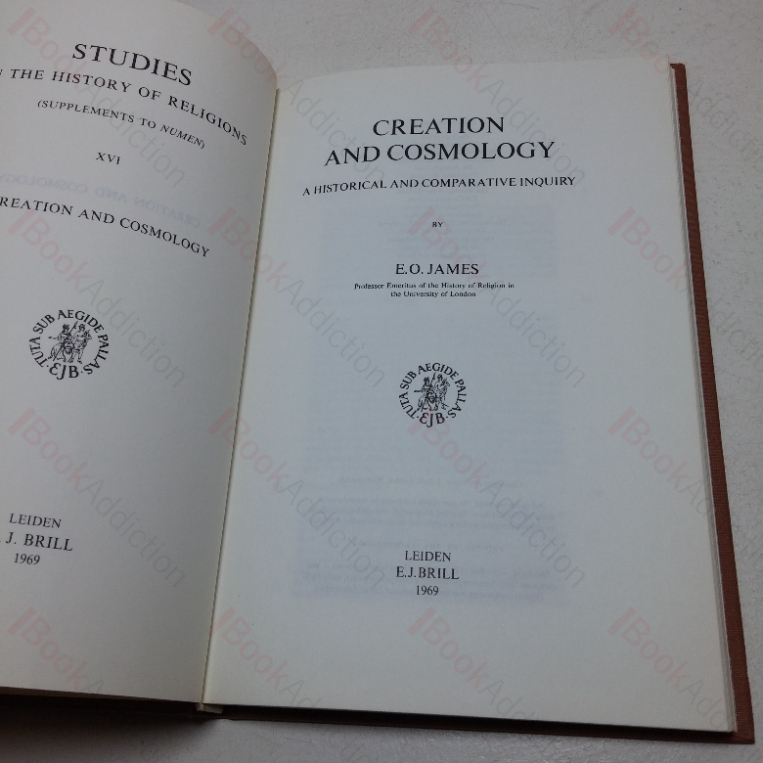 STUDIES
THE HISTORY OF RELIGIONS
(SUPPLEMENTS TO NUMEN)
XVI
CREATION AND COSMOLOGY
TUTA SUB AEGIDE PALLAS
EJB
LEIDEN
J. BRILL
1969
CREATION
AND COSMOLOGY
A HISTORICAL AND COMPARATIVE INQUIRY
BY
E.O. JAMES
Professor Emeritus of the History of Religion in
the University of London
TUTA SUB AEGIDE PALLAS
EJB
LEIDEN
E.J.BRILL
1969
BookAddiction